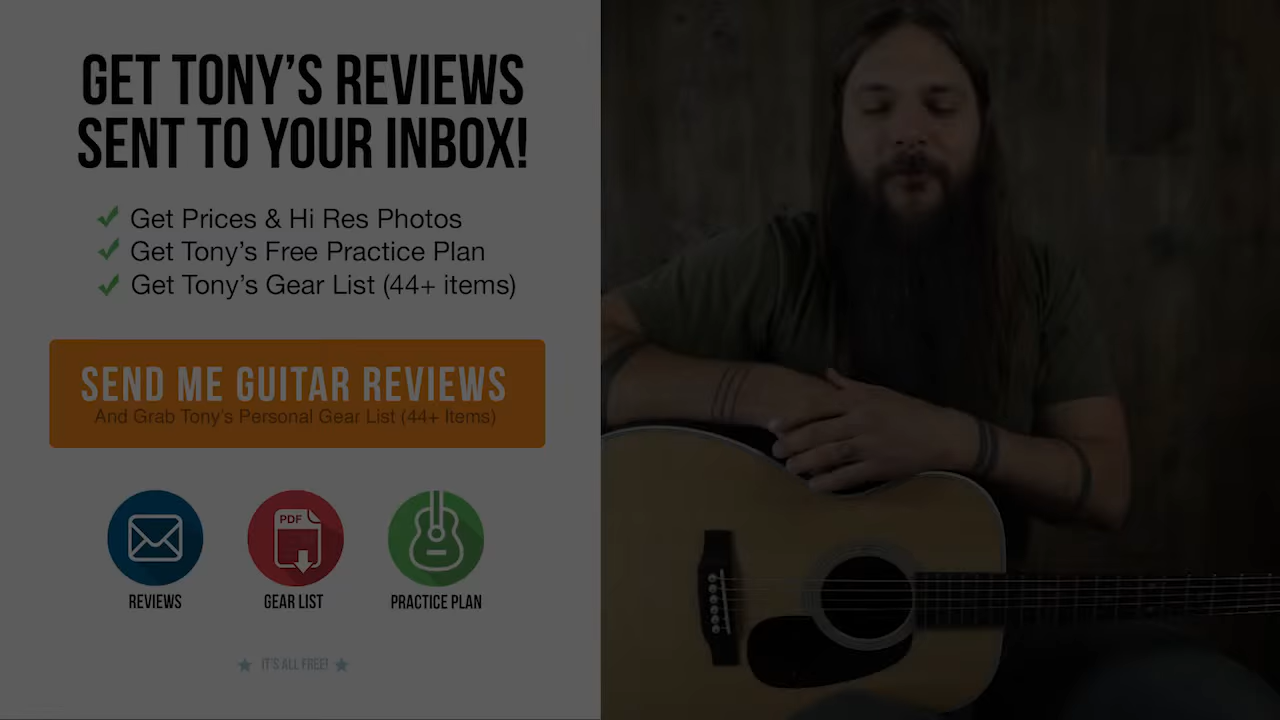 GET TONY'S REVIEWS
SENT TO YOUR INBOX!
Get Prices & Hi Res Photos
Get Tony's Free Practice Plan
Get Tony's Gear List (44+ items)
SEND ME GUITAR REVIEWS
And Grab Tony's Personal Gear List (44+ Items)
PDF
REVIEWS
GEAR LIST
PRACTICE PLAN
IT'S ALL FREE!